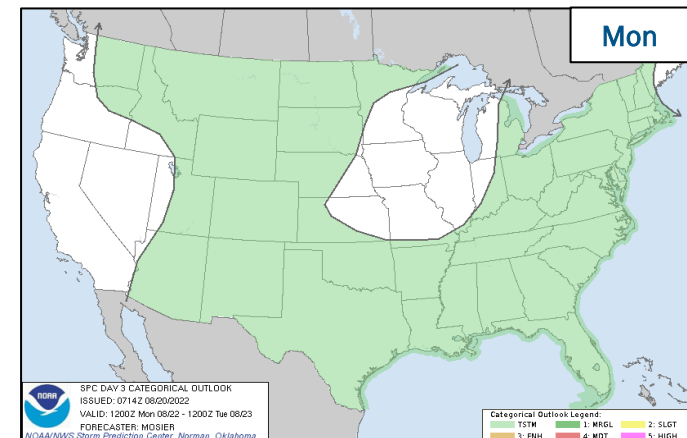 Mon
NOAA
SPC DAY 3 CATEGORICAL OUTLOOK
ISSUED: 0714Z 08/20/2022
VALID: 1200Z Mon 08/22 - 1200Z Tue 08/23
FORECASTER: MOSIER
NOAA/NWS Storm Prediction Center, Norman, Oklahoma
Categorical Outlook Legend:
TSTM 1: MRGL 2: SLGT
3: ENH 4: MDT 5: HIGH